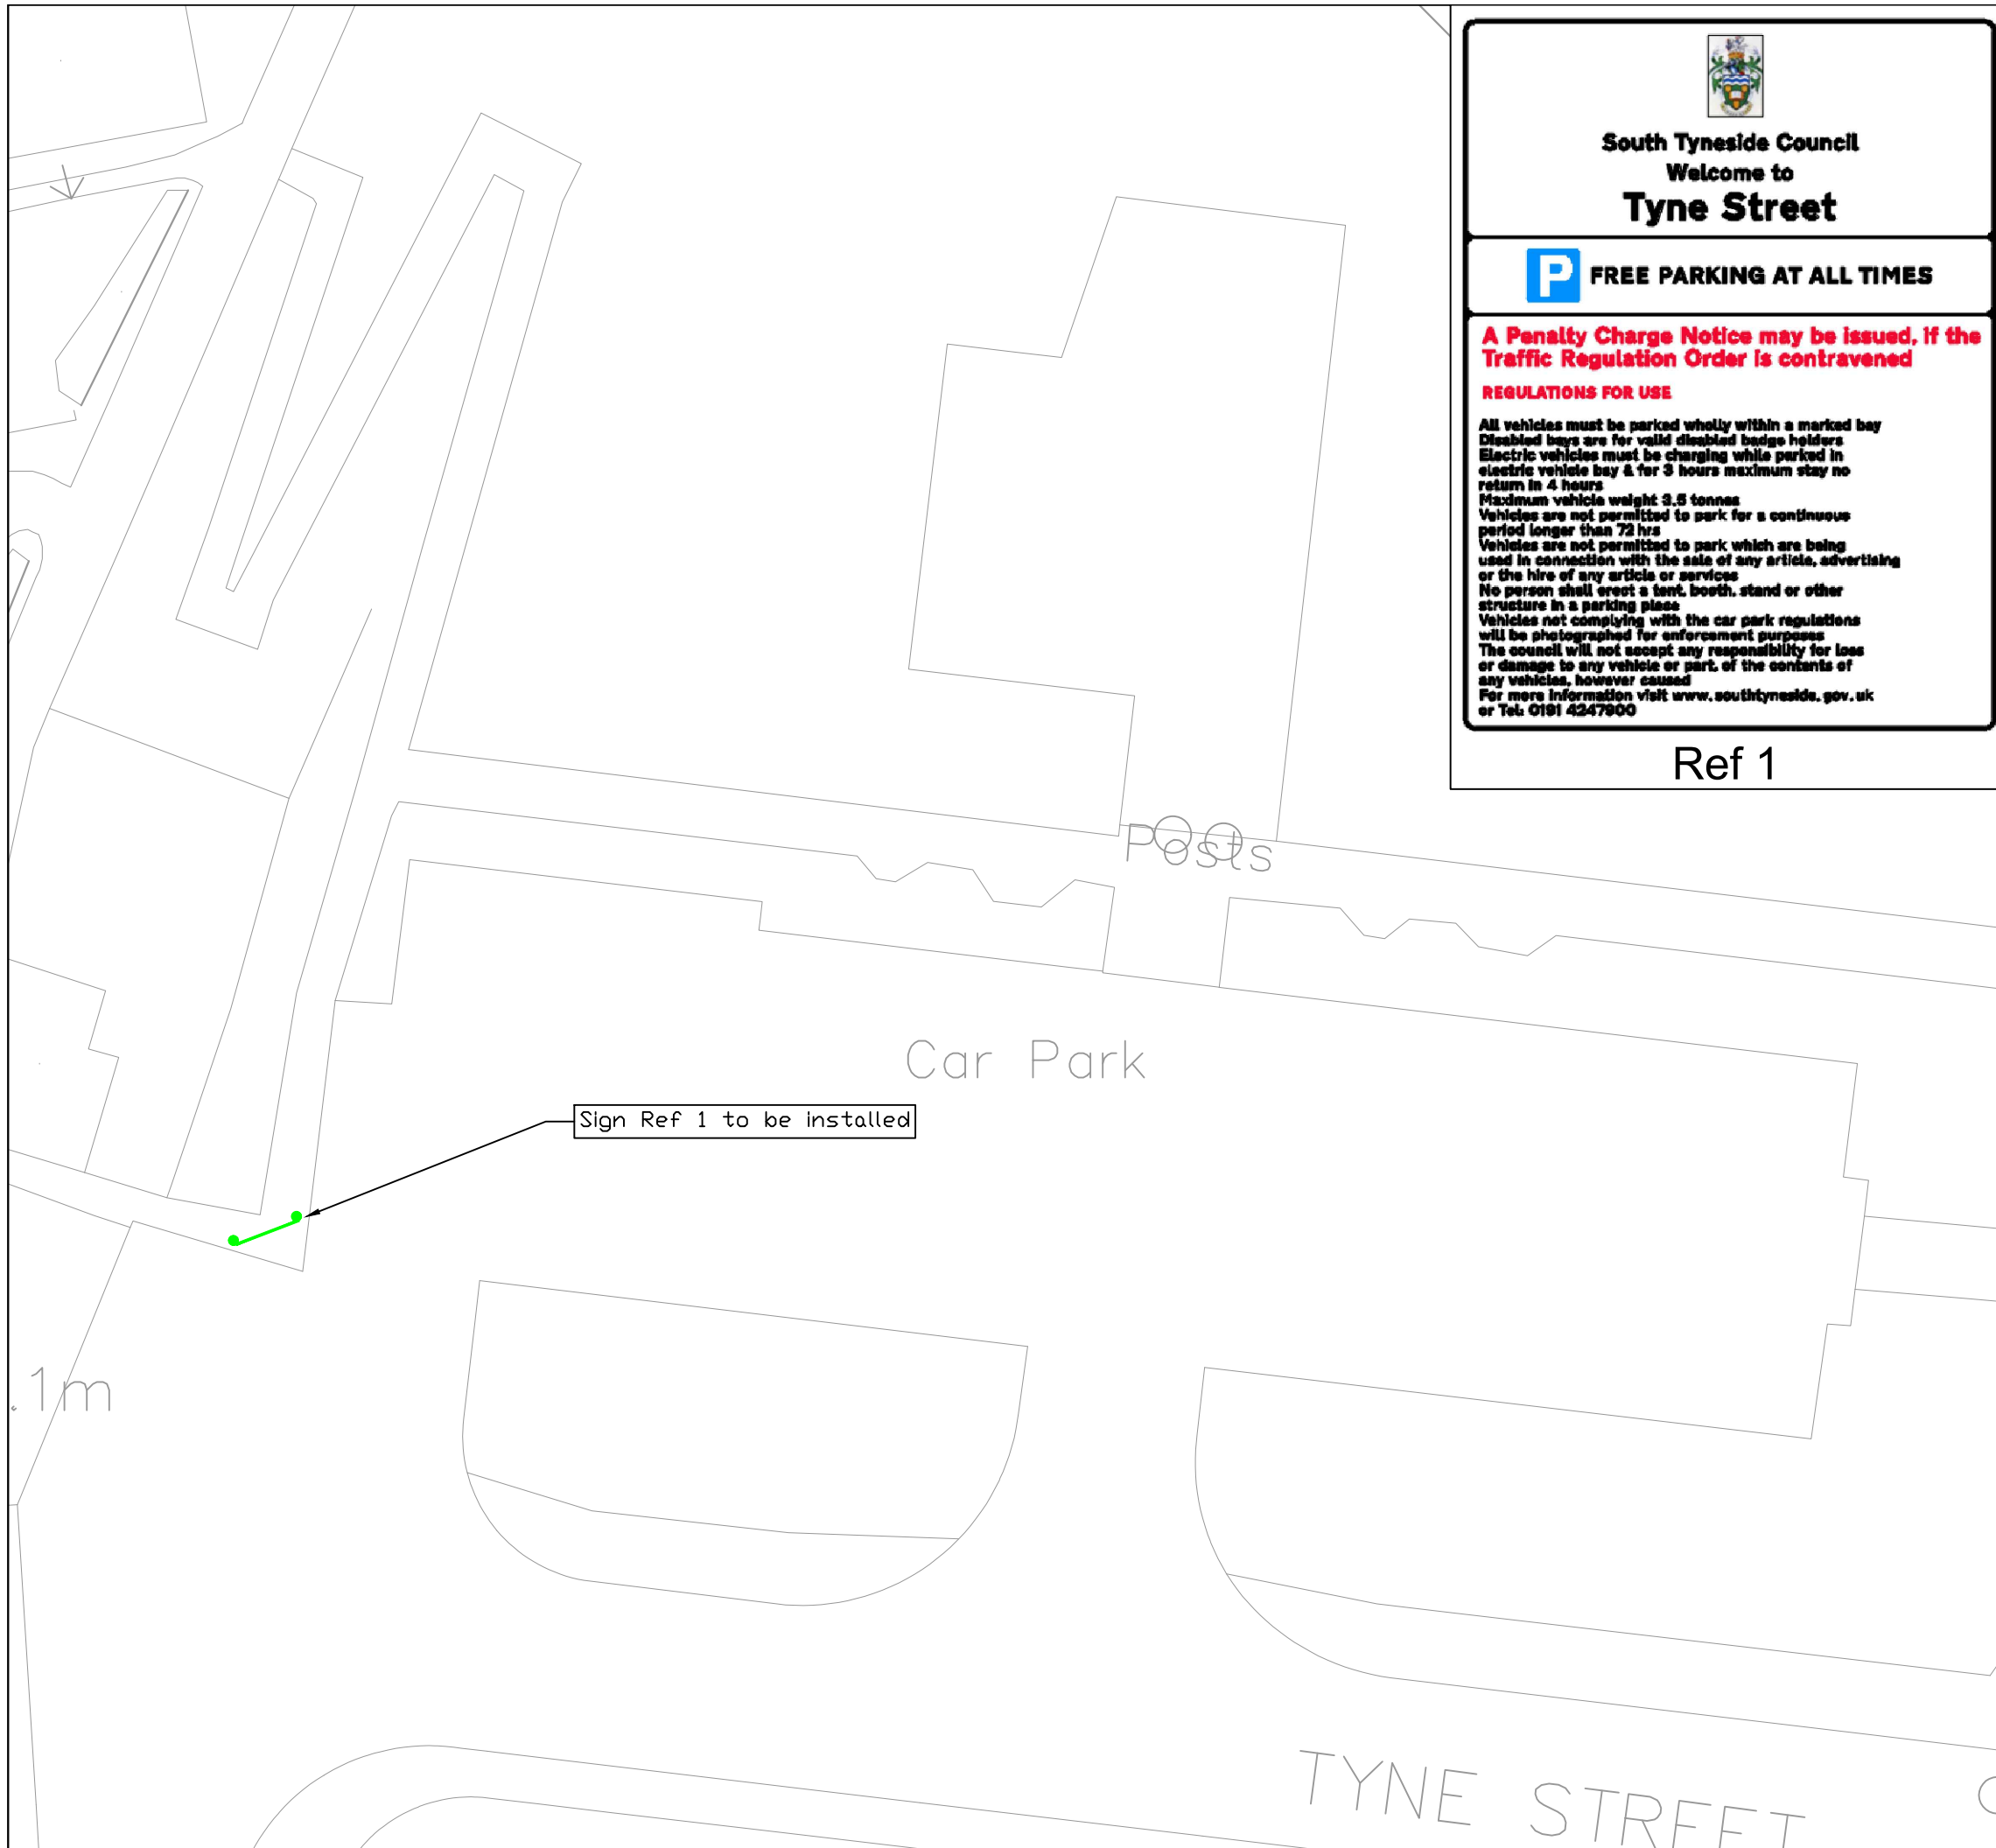 South Tyneside Council
Welcome to
Tyne Street
P FREE PARKING AT ALL TIMES
A Penalty Charge Notice may be issued, if the
Traffic Regulation Order is contravened
REGULATIONS FOR USE
All vehicles must be parked wholly within a marked bay
Disabled bays are for valid disabled badge holders
Electric vehicles must be charging while parked in
electric vehicle bay & for 3 hours maximum stay no
return in 4 hours
Maximum vehicle weight 3.5 tonnes
Vehicles are not permitted to park for a continuous
period longer than 72 hrs
Vehicles are not permitted to park which are being
used in connection with the sale of any article, advertising
or the hire of any article or services
No person shall erect a tent, booth, stand or other
structure in a parking place
Vehicles not complying with the car park regulations
will be photographed for enforcement purposes
The council will not accept any responsibility for loss
or damage to any vehicle or part, of the contents of
any vehicles, however caused
For more information visit www.southtyneside.gov.uk
or Tel: 0191 4247900
Ref 1
Posts
Car Park
Sign Ref 1 to be installed
.1m
TYNE STREET